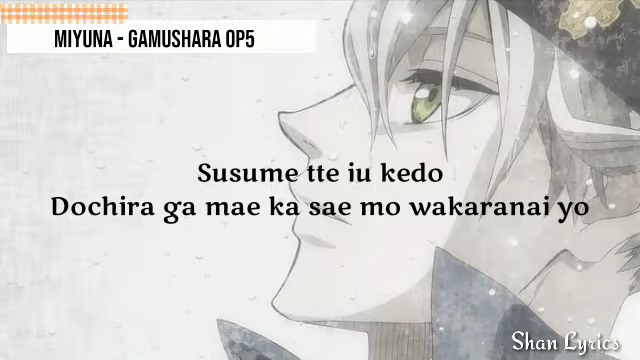 MIYUNA - GAMUSHARA OP5
Susume tte iu kedo
Dochira ga mae ka sae mo wakaranai yo
Shan Lyrics